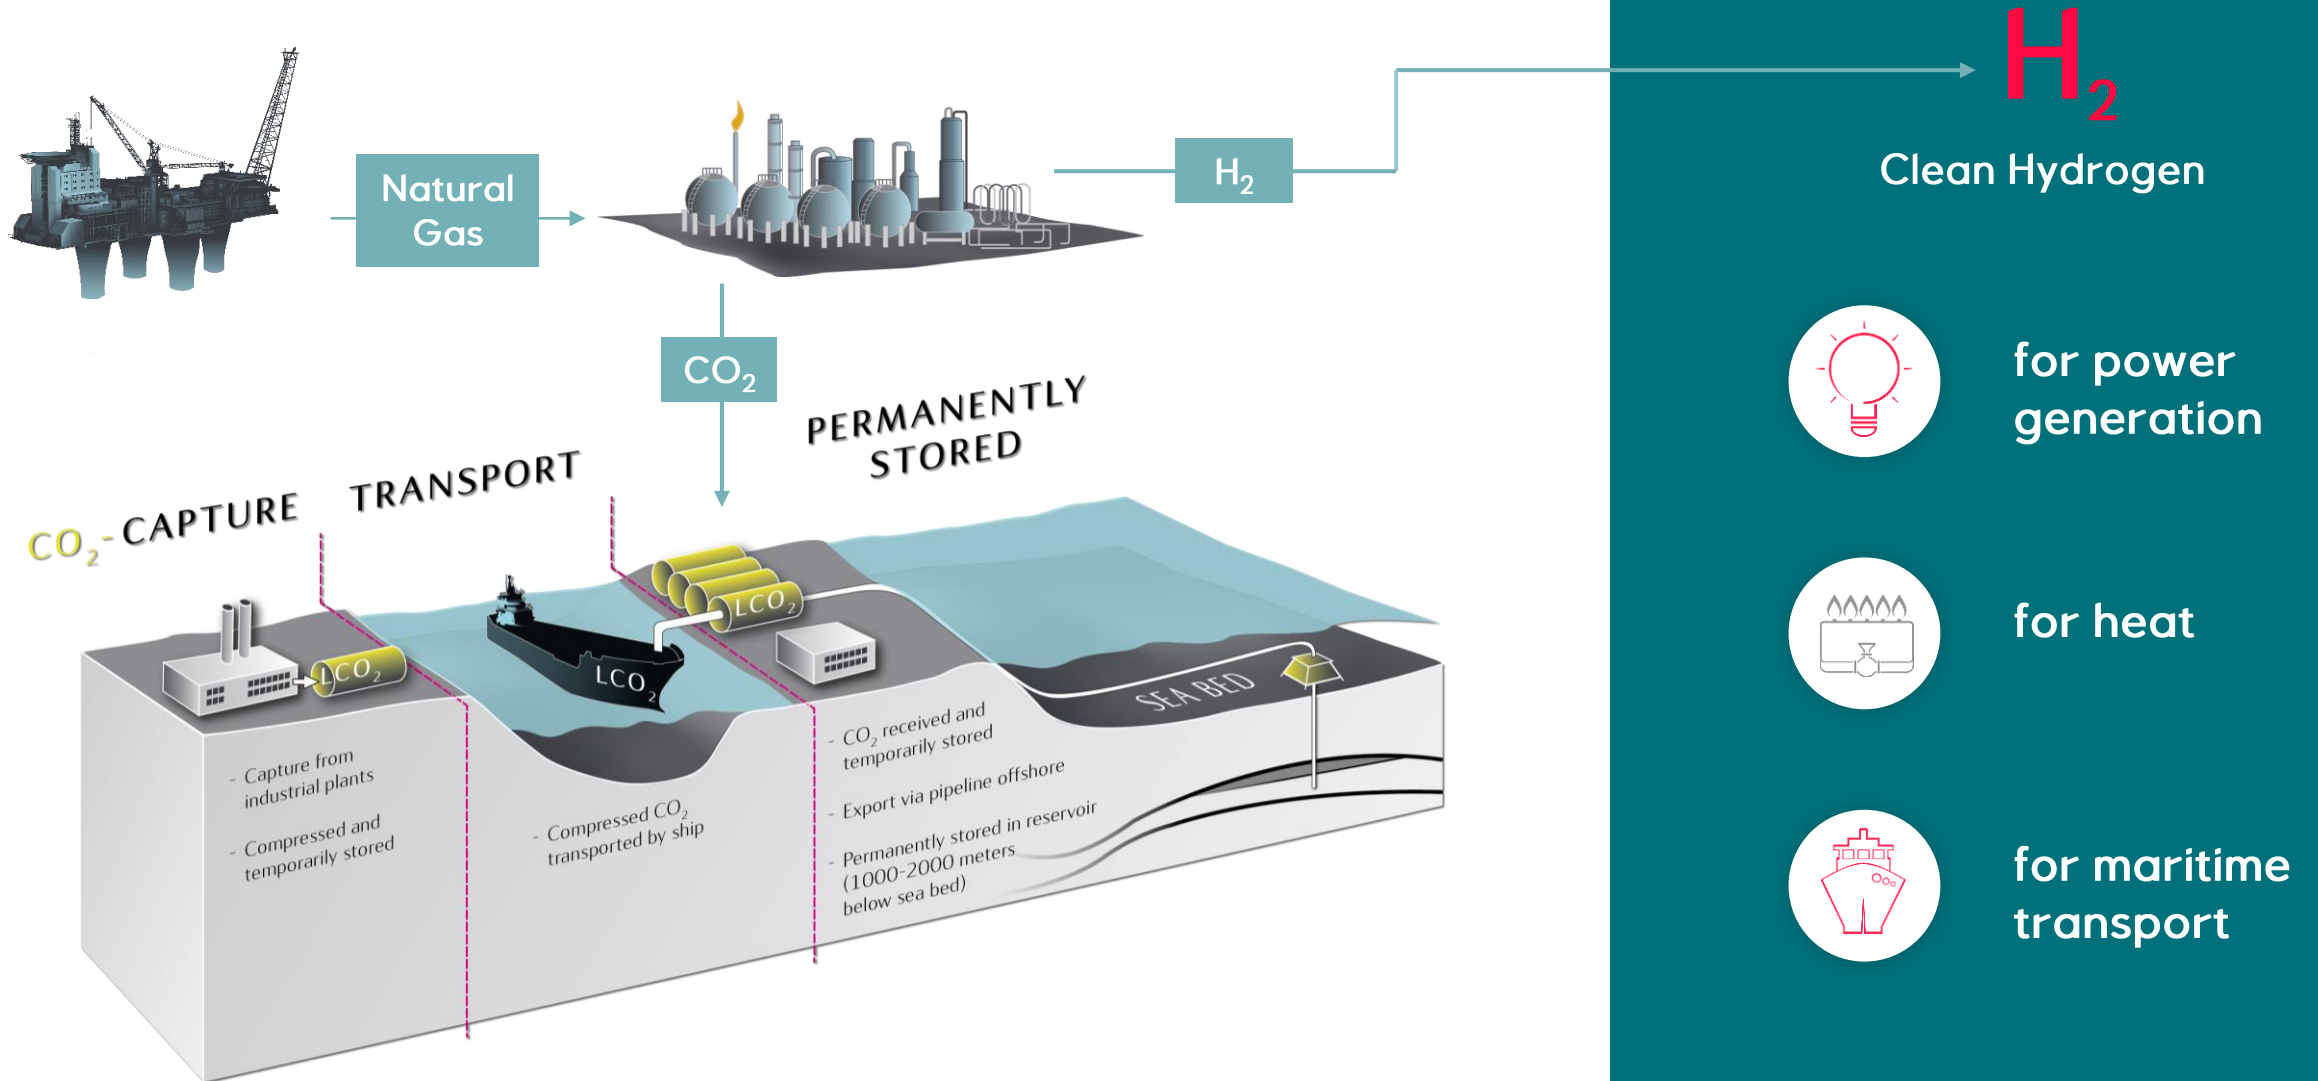 H₂
Clean Hydrogen
Natural
Gas
H₂
CO₂
for power
generation
for heat
for maritime
transport
CO₂-CAPTURE
TRANSPORT
PERMANENTLY
STORED
LCO₂
LCO₂
LCO₂
SEA BED
- Capture from
industrial plants
- Compressed and
temporarily stored
- Compressed CO₂
transported by ship
- CO₂ received and
temporarily stored
- Export via pipeline offshore
- Permanently stored in reservoir
(1000-2000 meters
below sea bed)